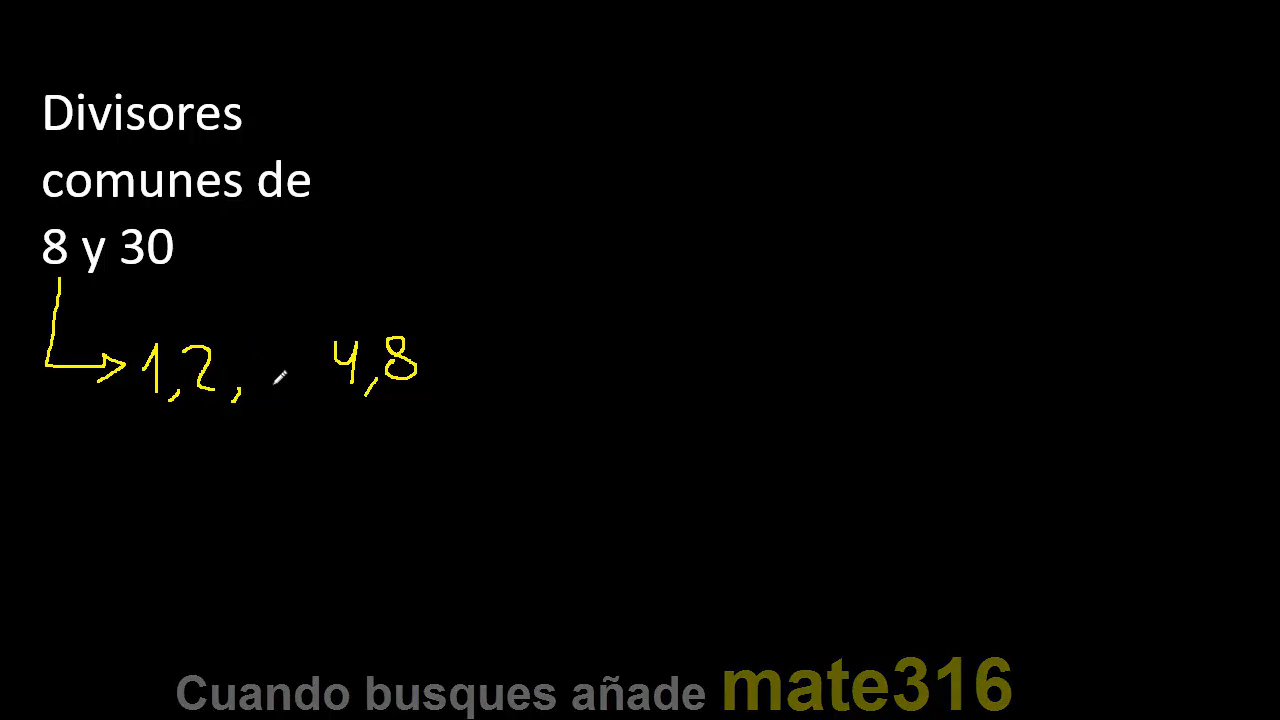 Divisores
comunes de
8 y 30
1,2, 4,8
Cuando busques añade mate316